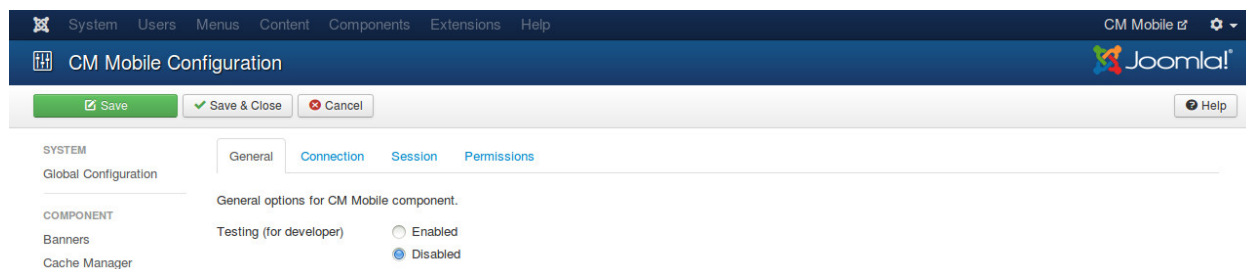 System Users Menus Content Components Extensions Help CM Mobile
CM Mobile Configuration Joomla!
Save Save & Close Cancel Help
SYSTEM
Global Configuration
COMPONENT
Banners
Cache Manager
General Connection Session Permissions
General options for CM Mobile component.
Testing (for developer) Enabled
Disabled